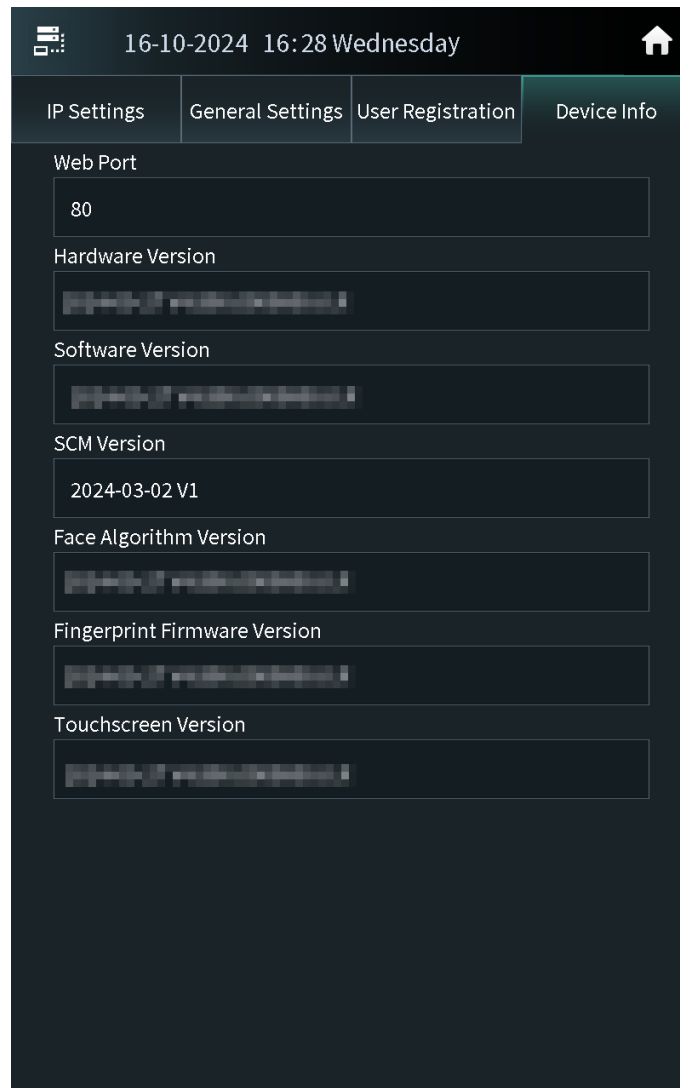 16-10-2024 16:28 Wednesday
IP Settings General Settings User Registration Device Info
Web Port
80
Hardware Version
Software Version
SCM Version
2024-03-02 V1
Face Algorithm Version
Fingerprint Firmware Version
Touchscreen Version